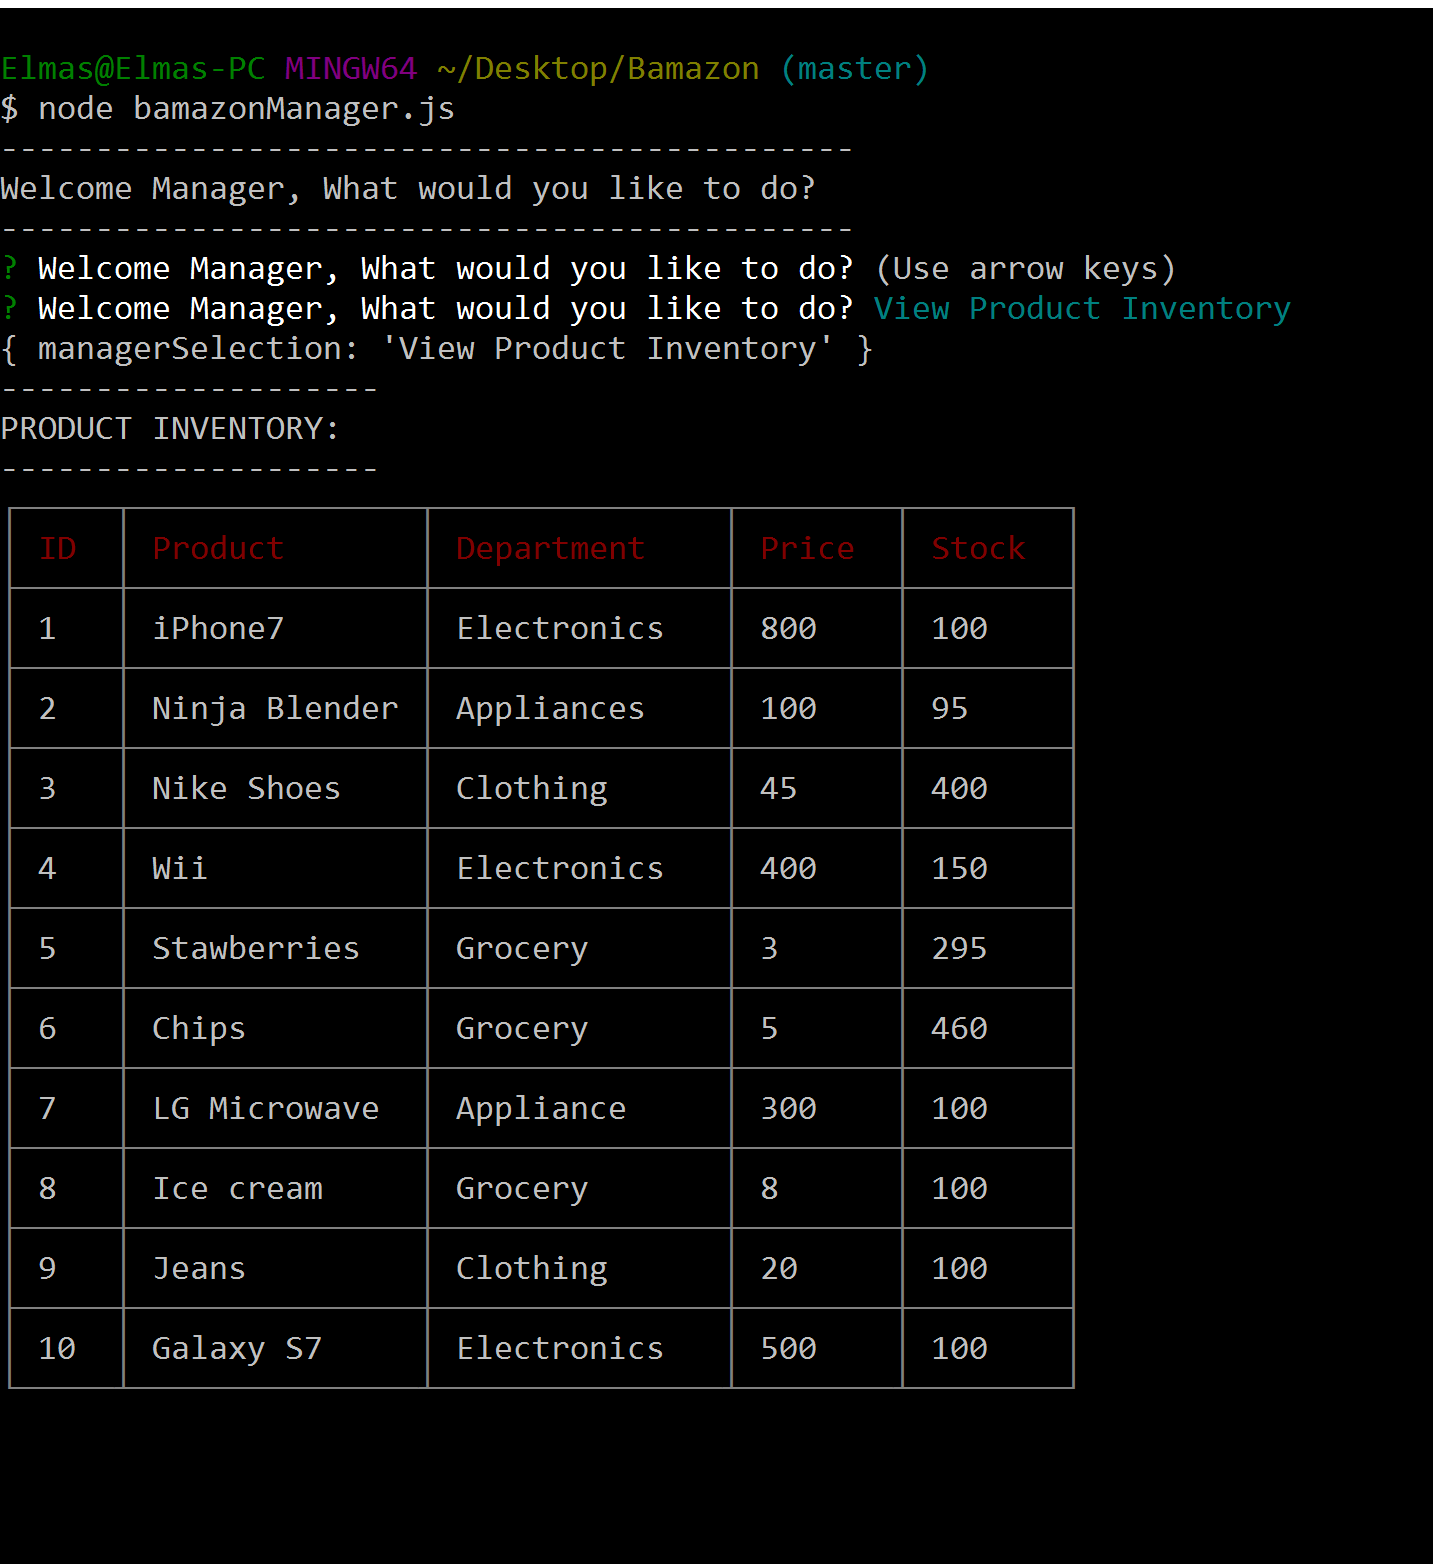 Elmas@Elmas-PC MINGW64 ~/Desktop/Bamazon (master)
$ node bamazonManager.js
---------------------------------------------
Welcome Manager, What would you like to do?
---------------------------------------------
? Welcome Manager, What would you like to do? (Use arrow keys)
? Welcome Manager, What would you like to do? View Product Inventory
{ managerSelection: 'View Product Inventory' }
--------------------
PRODUCT INVENTORY:
--------------------
ID Product Department Price Stock
1 iPhone7 Electronics 800 100
2 Ninja Blender Appliances 100 95
3 Nike Shoes Clothing 45 400
4 Wii Electronics 400 150
5 Stawberries Grocery 3 295
6 Chips Grocery 5 460
7 LG Microwave Appliance 300 100
8 Ice cream Grocery 8 100
9 Jeans Clothing 20 100
10 Galaxy S7 Electronics 500 100